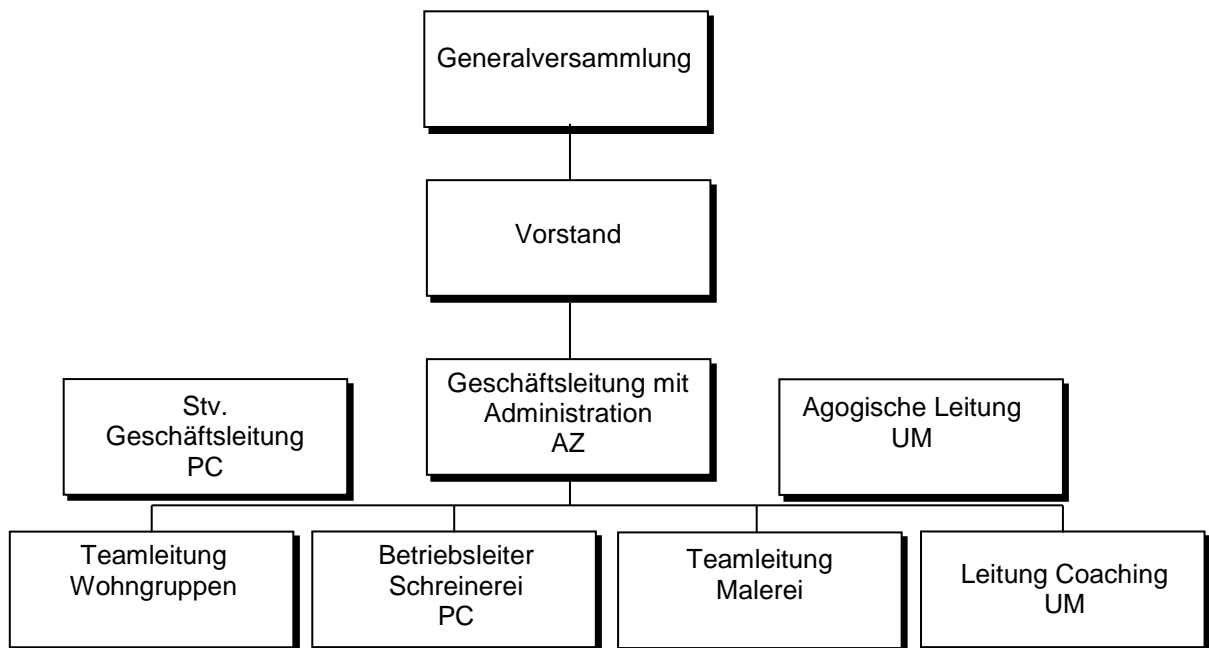 Generalversammlung
Vorstand
Stv.
Geschäftsleitung
PC
Geschäftsleitung mit
Administration
AZ
Agogische Leitung
UM
Teamleitung
Wohngruppen
Betriebsleiter
Schreinerei
PC
Teamleitung
Malerei
Leitung Coaching
UM